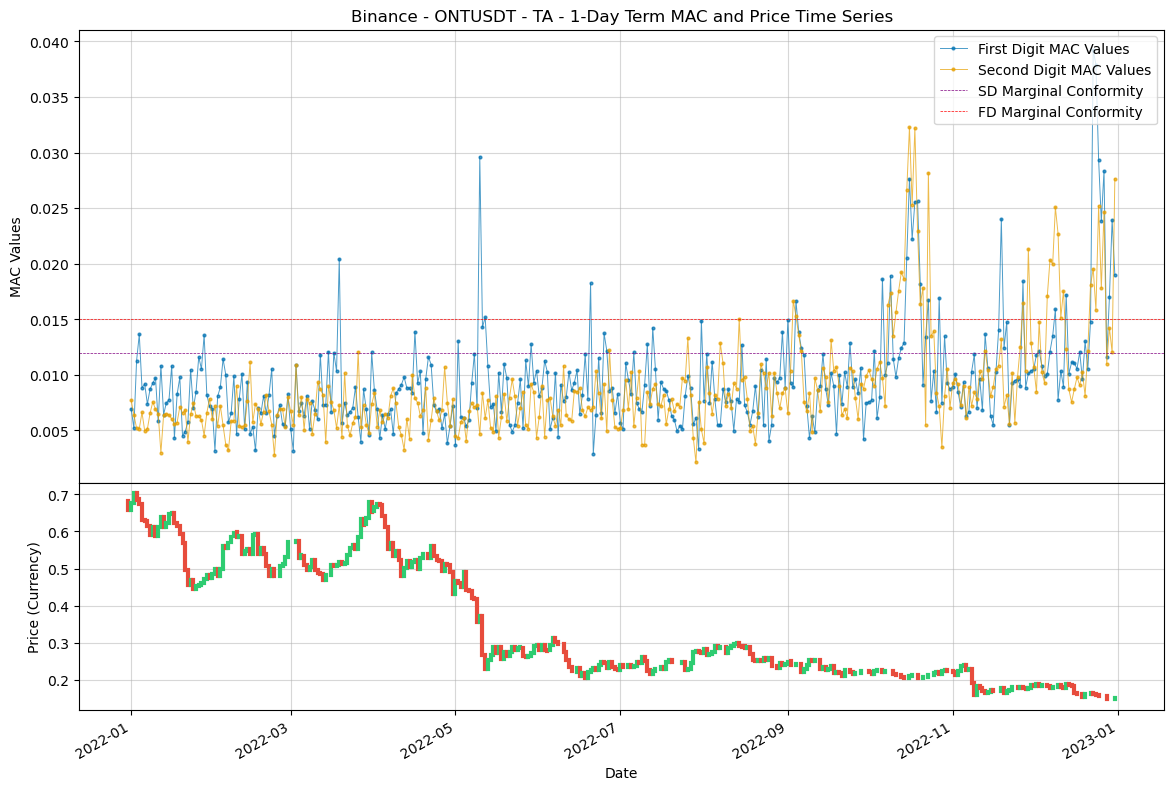 Binance - ONTUSDT - TA - 1-Day Term MAC and Price Time Series
MAC Values
0.040
0.035
0.030
0.025
0.020
0.015
0.010
0.005
First Digit MAC Values
Second Digit MAC Values
SD Marginal Conformity
FD Marginal Conformity
Price (Currency)
0.7
0.6
0.5
0.4
0.3
0.2
2022-01
2022-03
2022-05
2022-07
2022-09
2022-11
2023-01
Date